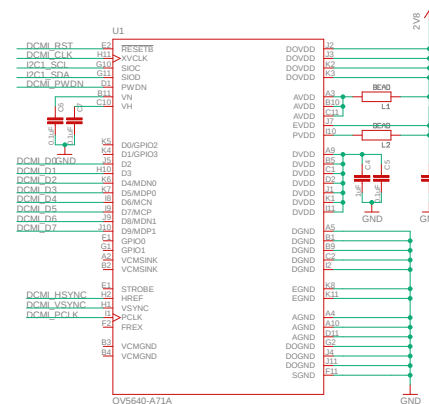 U1
2V8
DCMI_RST E2 RESETB DOVDD J2
DCMI_CLK H11 XVCLK DOVDD J3
I2C1_SCL G10 SIOC DOVDD K2
I2C1_SDA G11 SIOD DOVDD K3
DCMI_PWDN D1 PWDN
B11 VN AVDD A3 BEAD
C10 VH AVDD B10 L1
AVDD C11
C6 0.1uF
C7 0.1uF
GND
EVDD J7 BEAD
PVDD I10 L2
K5 D0/GPIO2
K4 D1/GPIO3 DVDD A9
DCMI_D0 J5 D2 DVDD B5
DCMI_D1 H10 D3 DVDD C1
DCMI_D2 K6 D4/MDN0 DVDD D2
DCMI_D3 K7 D5/MDP0 DVDD J1
DCMI_D4 I8 D6/MCN DVDD K1
DCMI_D5 I9 D7/MCP DVDD I11
DCMI_D6 J9 D8/MDN1
DCMI_D7 J10 D9/MDP1 DGND A5
C4 1uF
C5 0.1uF
GND
F1 GPIO0 DGND B1
G1 GPIO1 DGND B9
A2 VCMSINK DGND C2
B2 VCMSINK DGND I2
E1 STROBE EGND K8
DCMI_HSYNC H2 HREF EGND K11
DCMI_VSYNC H1 VSYNC
DCMI_PCLK I1 PCLK AGND A4
F2 FREX AGND A10
AGND D11
B3 VCMGND DOGND G2
B4 VCMGND DOGND J4
DOGND J11
SGND F11
OV5640-A71A
GND